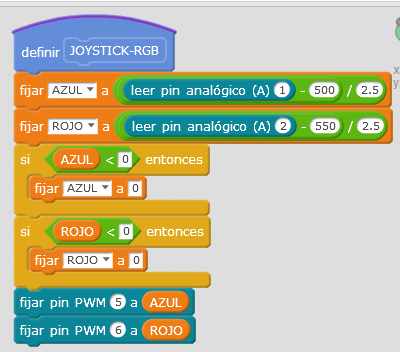 definir JOYSTICK-RGB
fijar AZUL a leer pin analógico (A) 1 - 500 / 2.5
fijar ROJO a leer pin analógico (A) 2 - 550 / 2.5
si AZUL < 0 entonces
fijar AZUL a 0
si ROJO < 0 entonces
fijar ROJO a 0
fijar pin PWM 5 a AZUL
fijar pin PWM 6 a ROJO
x
y